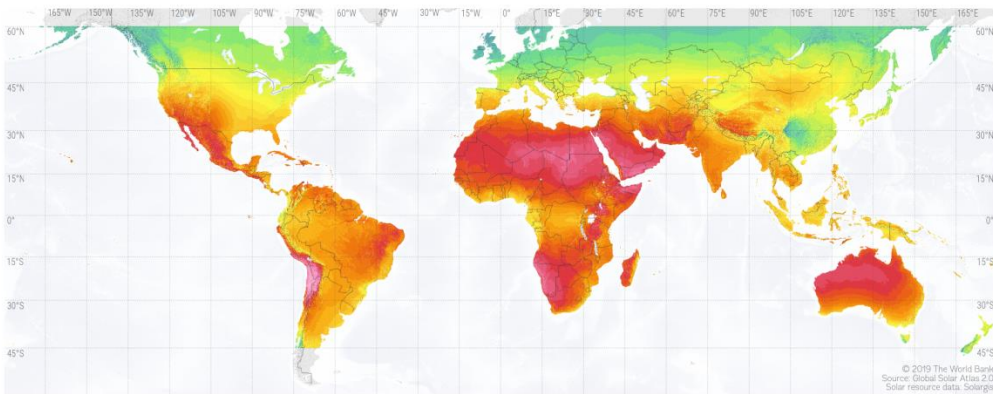 165°W 150°W 135°W 120°W 105°W 90°W 75°W 60°W 45°W 30°W 15°W 0° 15°E 30°E 45°E 60°E 75°E 90°E 105°E 120°E 135°E 150°E 165°E
60°N 60°N
45°N 45°N
30°N 30°N
15°N 15°N
0° 0°
15°S 15°S
30°S 30°S
45°S 45°S
© 2019 The World Bank
Source: Global Solar Atlas 2.0
Solar resource data: Solargis